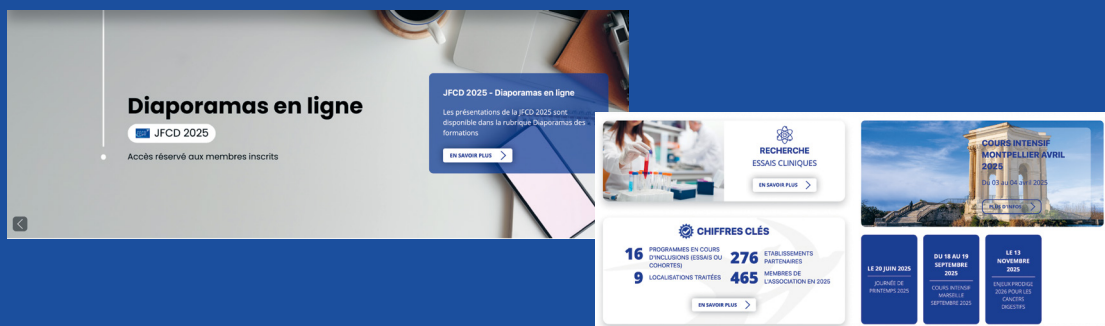 Diaporamas en ligne
JFCD 2025
Accès réservé aux membres inscrits
JFCD 2025 - Diaporamas en ligne
Les présentations de la JFCD 2025 sont
disponible dans la rubrique Diaporamas des
formations
EN SAVOIR PLUS
RECHERCHE
ESSAIS CLINIQUES
EN SAVOIR PLUS
COURS INTENSIF
MONTPELLIER AVRIL
2025
Du 03 au 04 avril 2025
PLUS D'INFOS
CHIFFRES CLÉS
16 PROGRAMMES EN COURS
D'INCLUSIONS (ESSAIS OU
COHORTES)
276 ETABLISSEMENTS
PARTENAIRES
9 LOCALISATIONS TRAITÉES
465 MEMBRES DE
L'ASSOCIATION EN 2025
EN SAVOIR PLUS
LE 20 JUIN 2025
JOURNÉE DE
PRINTEMPS 2025
DU 18 AU 19
SEPTEMBRE
2025
COURS INTENSIF
MARSEILLE
SEPTEMBRE 2025
LE 13
NOVEMBRE
2025
ENJEUX PRODIGE
2026 POUR LES
CANCERS
DIGESTIFS